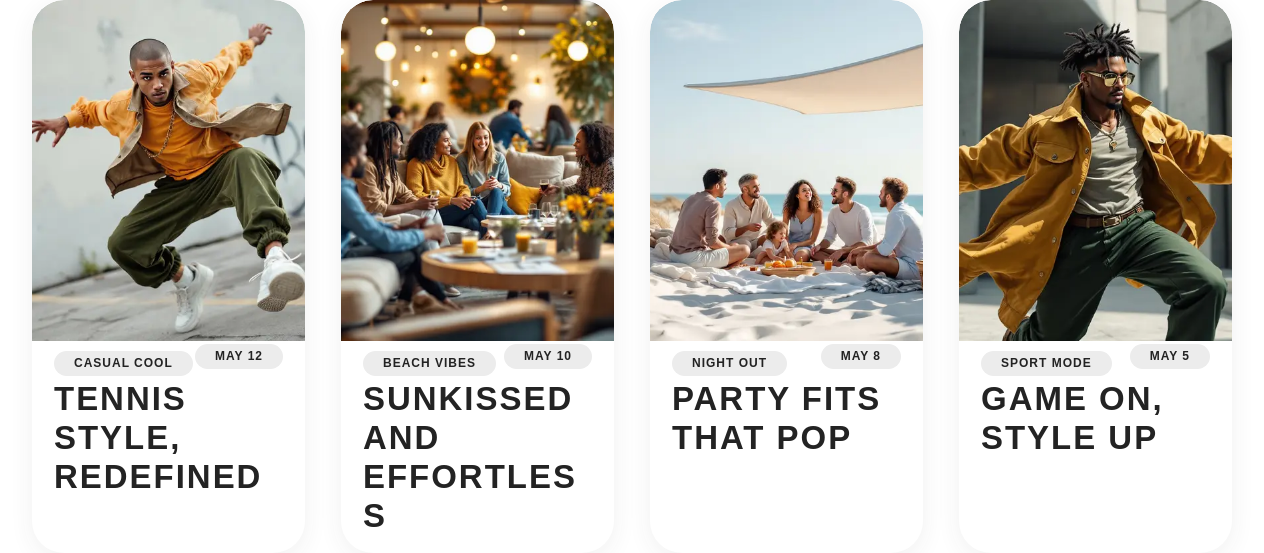 CASUAL COOL
MAY 12
TENNIS
STYLE,
REDEFINED
BEACH VIBES
MAY 10
SUNKISSED
AND
EFFORTLES
S
NIGHT OUT
MAY 8
PARTY FITS
THAT POP
SPORT MODE
MAY 5
GAME ON,
STYLE UP